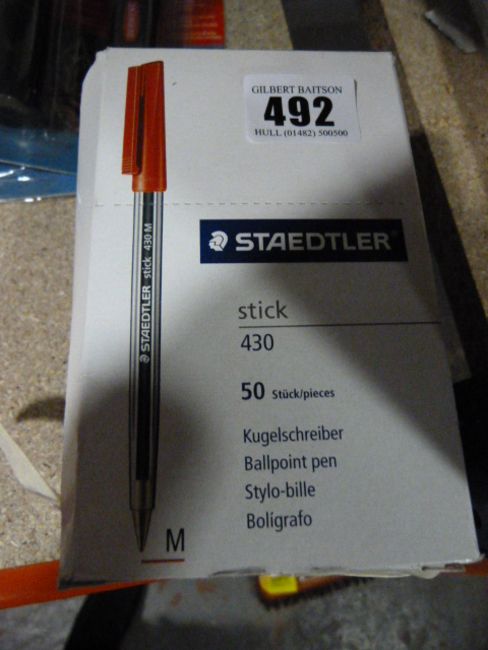 GILBERT BAITSON
492
HULL (01482) 500500
STAEDTLER
stick
430
50 Stück/pieces
Kugelschreiber
Ballpoint pen
Stylo-bille
Bolígrafo
M
STAEDTLER stick 430 M